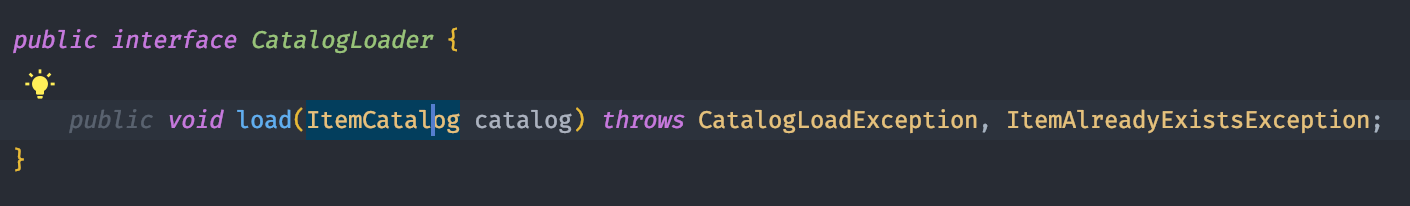 public interface CatalogLoader {
public void load(ItemCatalog catalog) throws CatalogLoadException, ItemAlreadyExistsException;
}